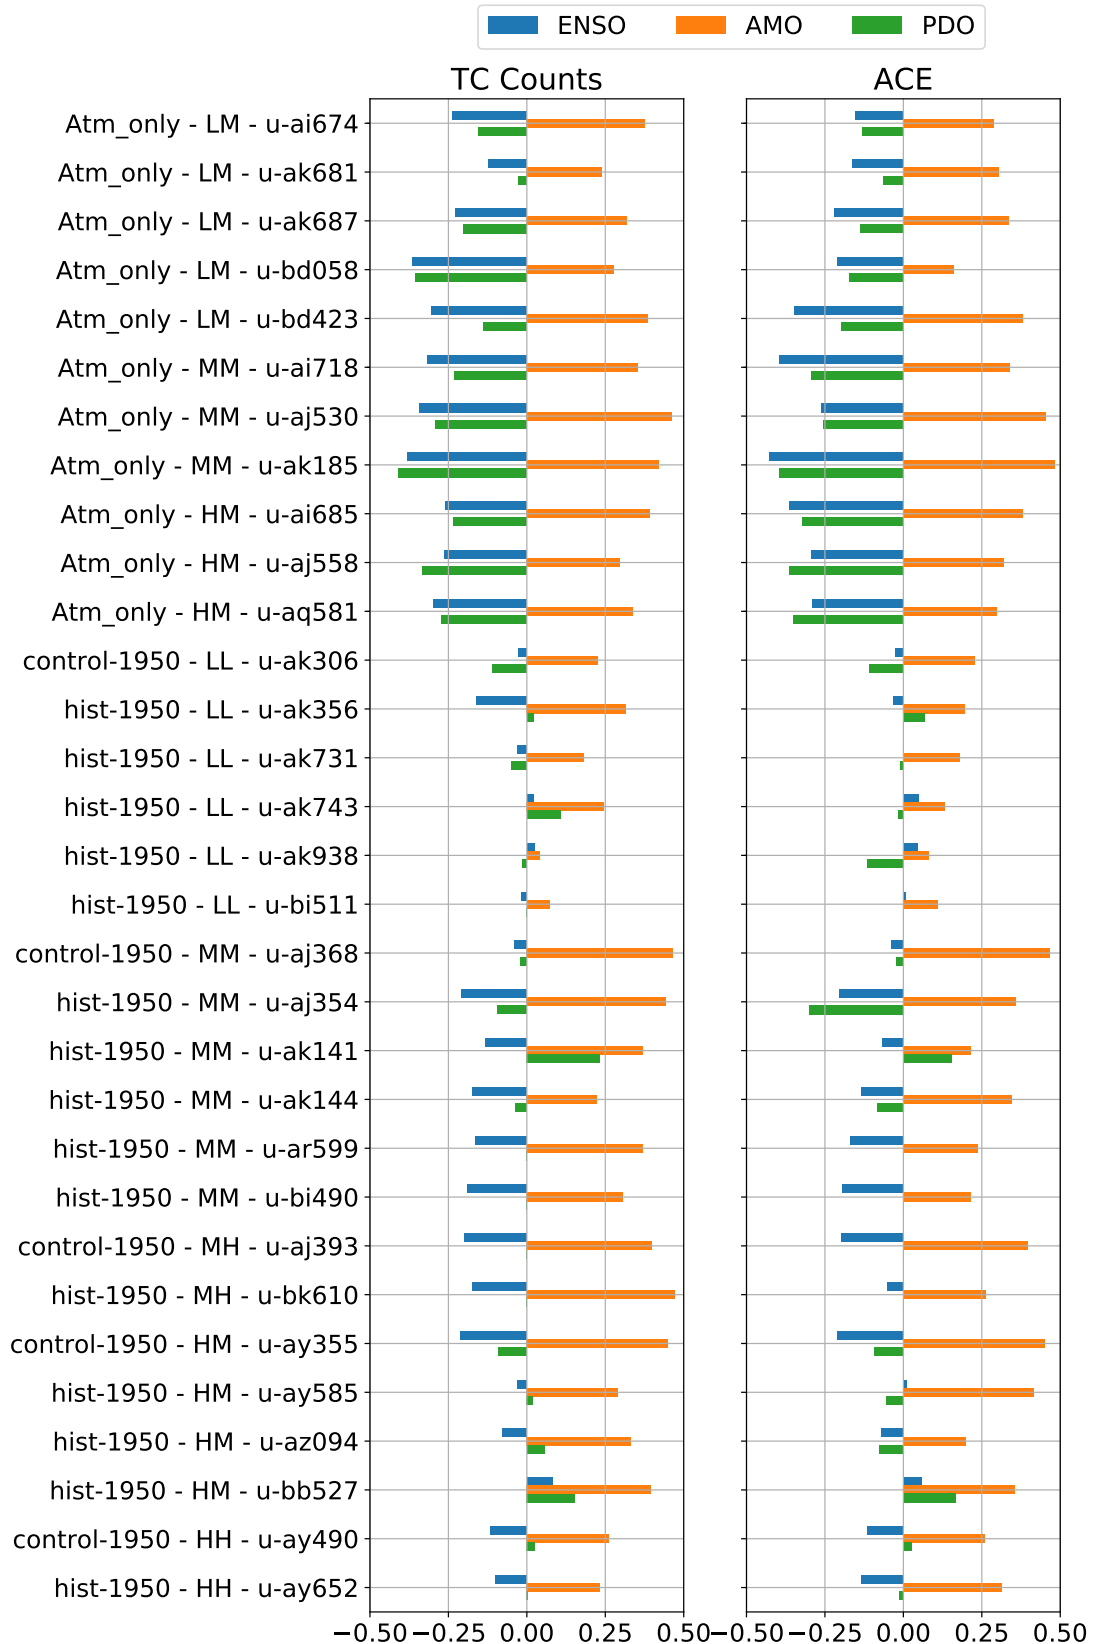 ENSO AMO PDO
TC Counts ACE
Atm_only - LM - u-ai674
Atm_only - LM - u-ak681
Atm_only - LM - u-ak687
Atm_only - LM - u-bd058
Atm_only - LM - u-bd423
Atm_only - MM - u-ai718
Atm_only - MM - u-aj530
Atm_only - MM - u-ak185
Atm_only - HM - u-ai685
Atm_only - HM - u-aj558
Atm_only - HM - u-aq581
control-1950 - LL - u-ak306
hist-1950 - LL - u-ak356
hist-1950 - LL - u-ak731
hist-1950 - LL - u-ak743
hist-1950 - LL - u-ak938
hist-1950 - LL - u-bi511
control-1950 - MM - u-aj368
hist-1950 - MM - u-aj354
hist-1950 - MM - u-ak141
hist-1950 - MM - u-ak144
hist-1950 - MM - u-ar599
hist-1950 - MM - u-bi490
control-1950 - MH - u-aj393
hist-1950 - MH - u-bk610
control-1950 - HM - u-ay355
hist-1950 - HM - u-ay585
hist-1950 - HM - u-az094
hist-1950 - HM - u-bb527
control-1950 - HH - u-ay490
hist-1950 - HH - u-ay652
−0.50 −0.25 0.00 0.25 0.50 −0.50 −0.25 0.00 0.25 0.50